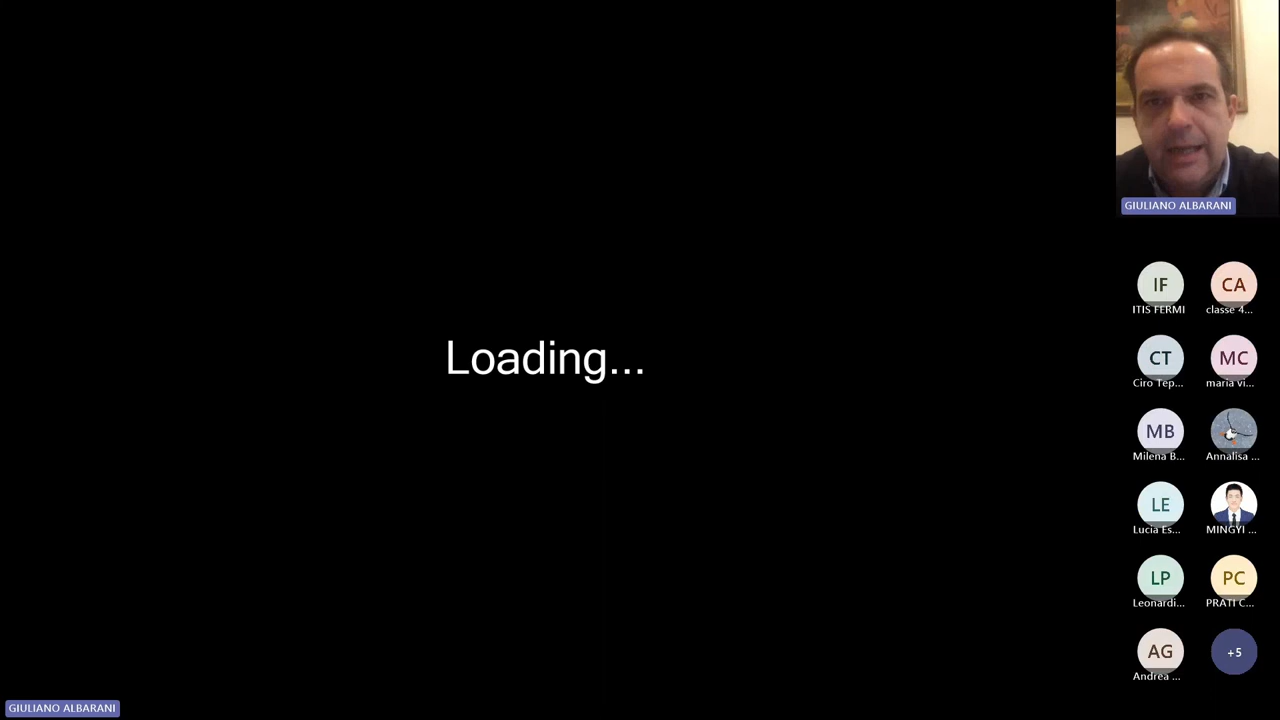 GIULIANO ALBARANI
IF
CA
ITIS FERMI
classe 4...
Loading...
CT
MC
Ciro Tep...
maria vi...
MB
Milena B...
Annalisa ...
LE
Lucia Es...
MINGYI ...
LP
PC
Leonardi...
PRATI C...
AG
+5
Andrea ...
GIULIANO ALBARANI